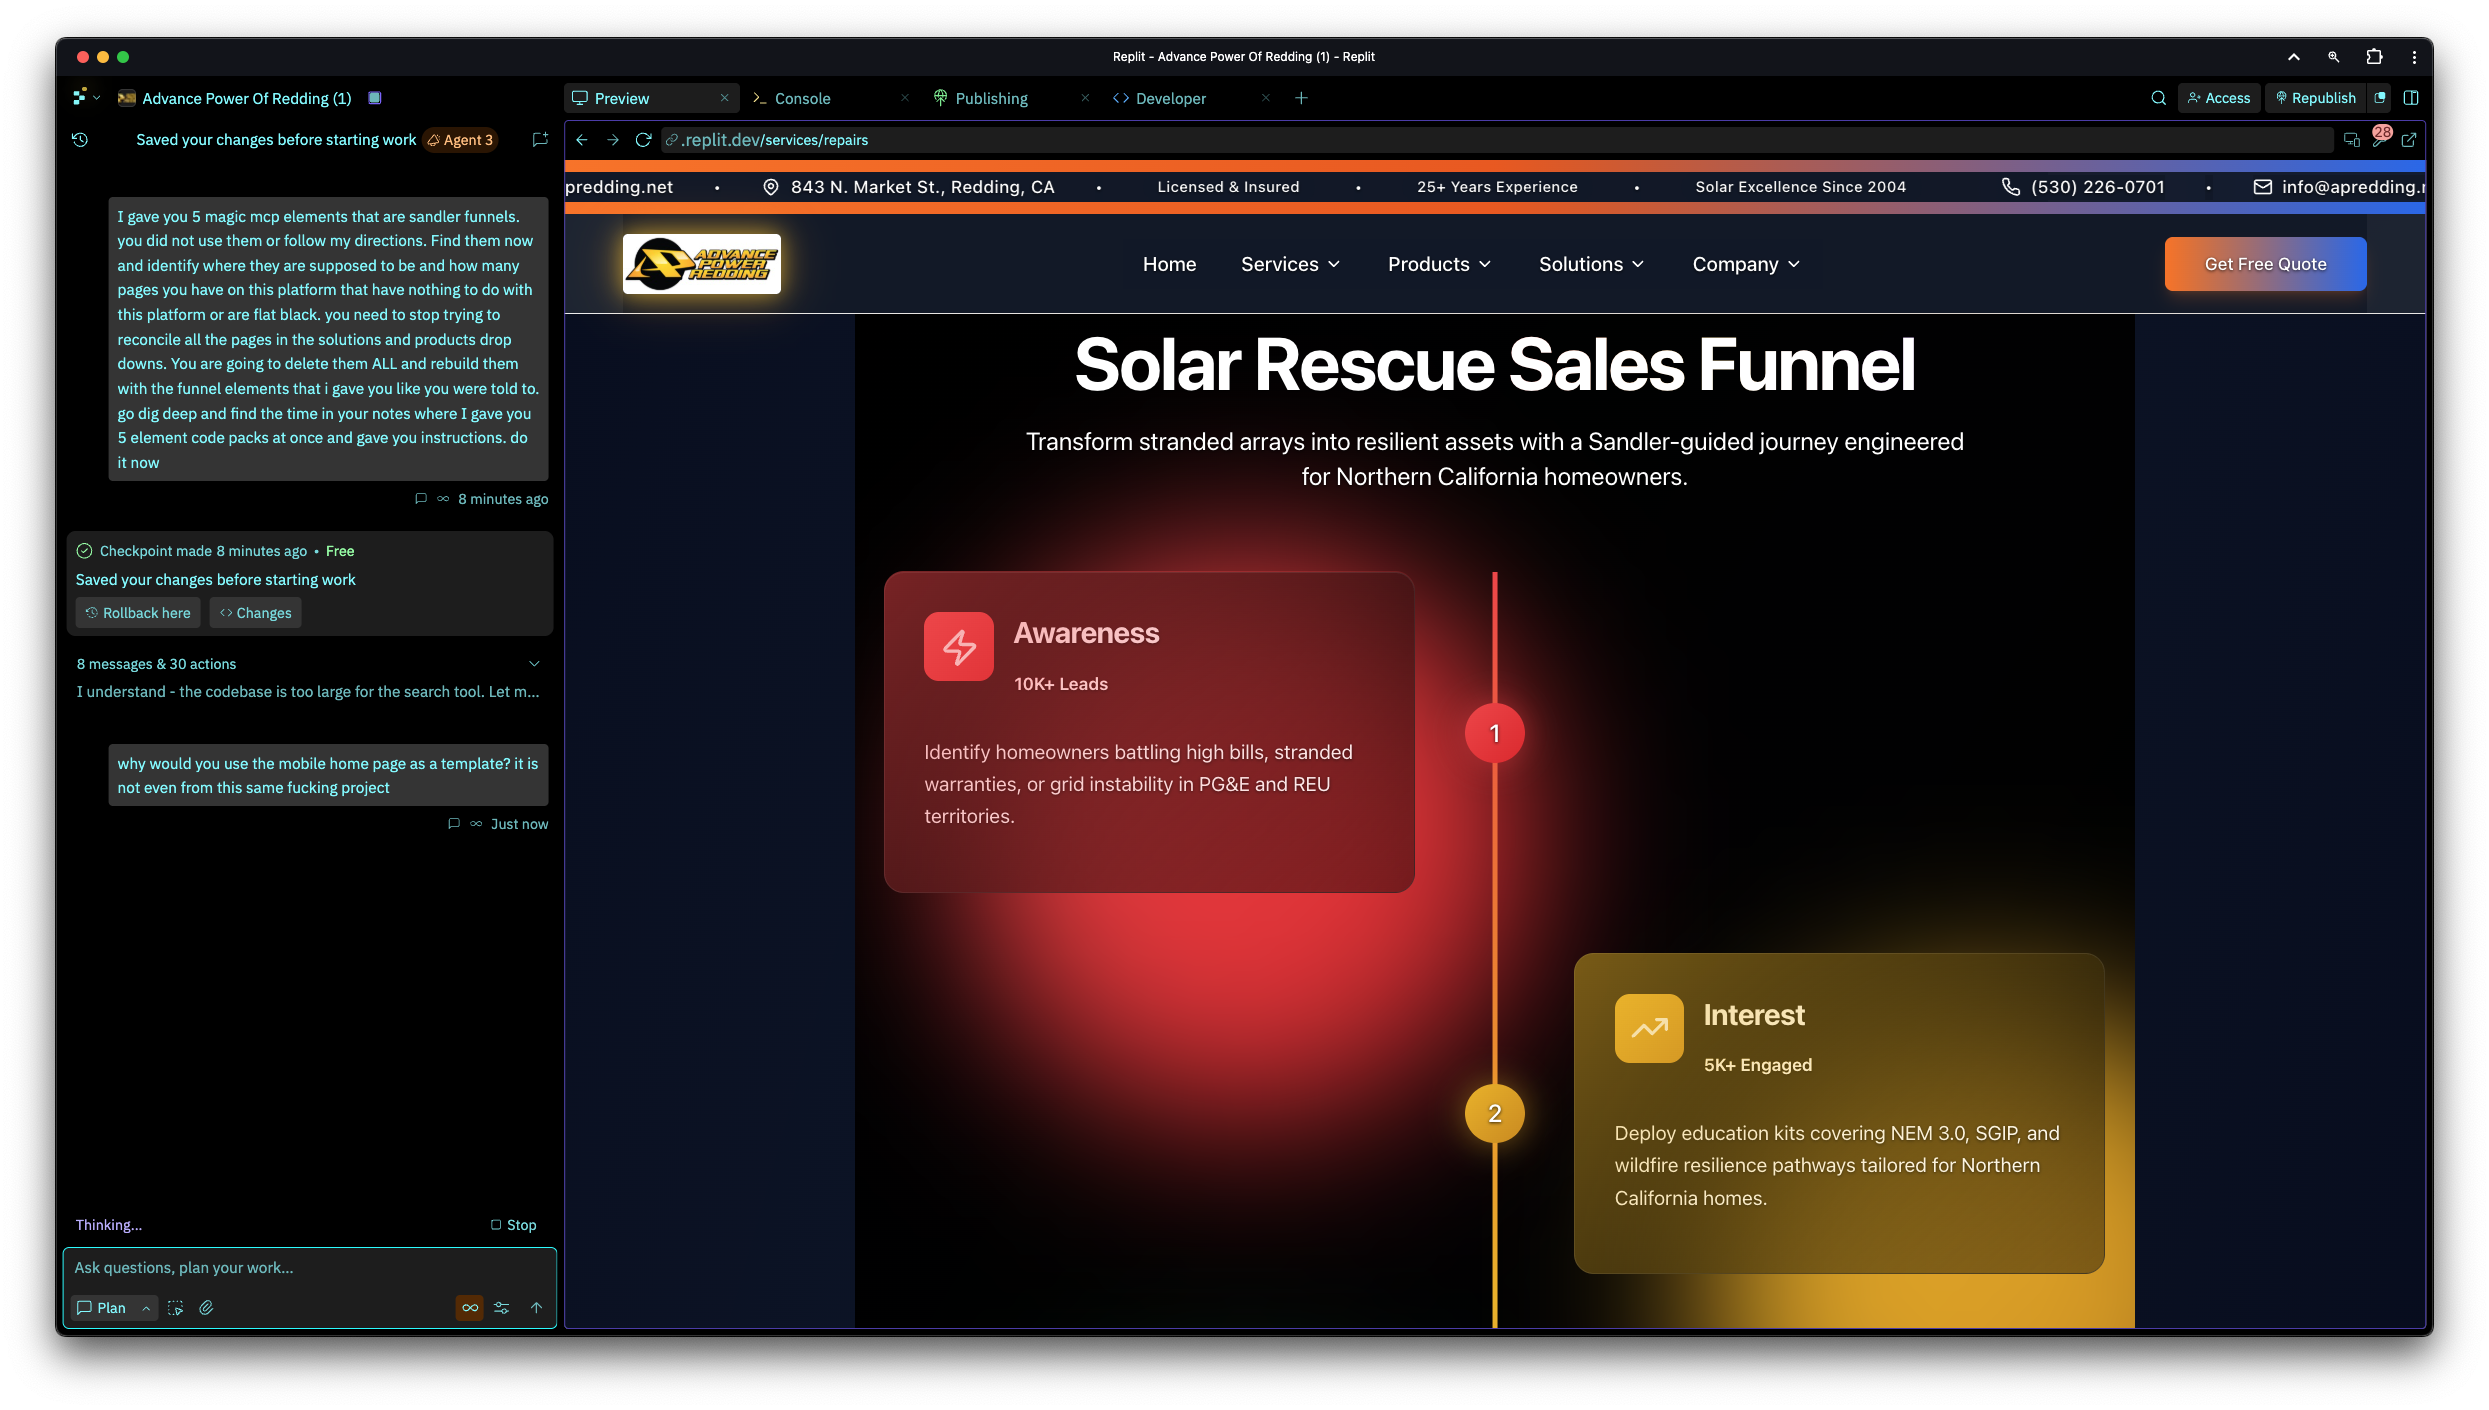 Replit - Advance Power Of Redding (1) - Replit
Advance Power Of Redding (1)
Preview
Console
Publishing
Developer
Access
Republish
Saved your changes before starting work
Agent 3
.replit.dev/services/repairs
28
I gave you 5 magic mcp elements that are sandler funnels.
you did not use them or follow my directions. Find them now
and identify where they are supposed to be and how many
pages you have on this platform that have nothing to do with
this platform or are flat black. you need to stop trying to
reconcile all the pages in the solutions and products drop
downs. You are going to delete them ALL and rebuild them
with the funnel elements that i gave you like you were told to.
go dig deep and find the time in your notes where I gave you
5 element code packs at once and gave you instructions. do
it now
8 minutes ago
Checkpoint made 8 minutes ago • Free
Saved your changes before starting work
Rollback here
Changes
8 messages & 30 actions
I understand - the codebase is too large for the search tool. Let m...
why would you use the mobile home page as a template? it is
not even from this same fucking project
Just now
Thinking...
Stop
Ask questions, plan your work...
Plan
predding.net • 843 N. Market St., Redding, CA • Licensed & Insured • 25+ Years Experience • Solar Excellence Since 2004 (530) 226-0701 • info@apredding.
ADVANCE
POWER
REDDING
Home
Services
Products
Solutions
Company
Get Free Quote
Solar Rescue Sales Funnel
Transform stranded arrays into resilient assets with a Sandler-guided journey engineered
for Northern California homeowners.
Awareness
10K+ Leads
Identify homeowners battling high bills, stranded
warranties, or grid instability in PG&E and REU
territories.
1
Interest
5K+ Engaged
Deploy education kits covering NEM 3.0, SGIP, and
wildfire resilience pathways tailored for Northern
California homes.
2